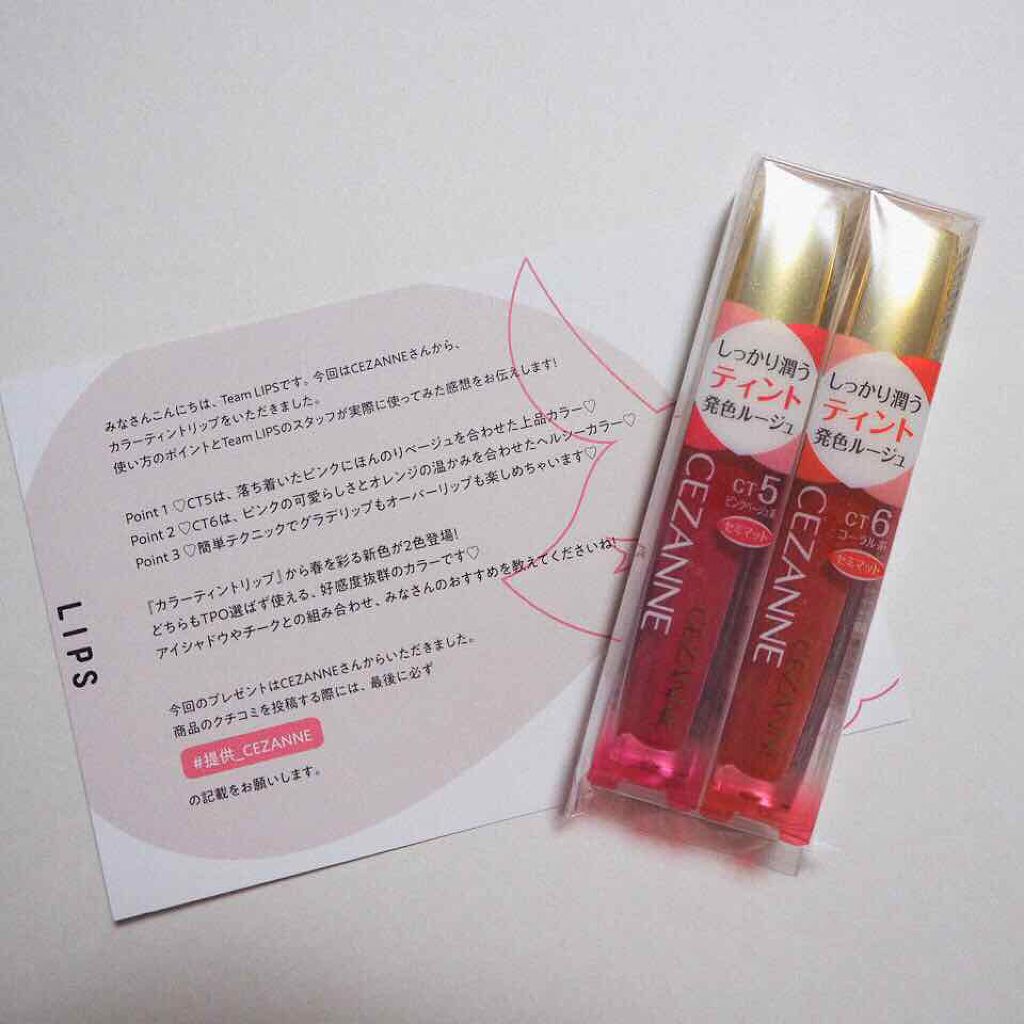 みなさんこんにちは、Team LIPSです。今回はCEZANNEさんから、
カラーティントリップをいただきました。
使い方のポイントとTeam LIPSのスタッフが実際に使ってみた感想をお伝えします!
Point 1 ♡CT5は、落ち着いたピンクにほんのりベージュを合わせた上品カラー♡
Point 2 ♡CT6は、ピンクの可愛らしさとオレンジの温かみを合わせたヘルシーカラー♡
Point 3 ♡簡単テクニックでグラデリップもオーバーリップも楽しめちゃいます♡
『カラーティントリップ』から春を彩る新色が2色登場!
どちらもTPO選ばず使える、好感度抜群のカラーです♡
アイシャドウやチークとの組み合わせ、みなさんのおすすめを教えてくださいね!
今回のプレゼントはCEZANNEさんからいただきました。
商品のクチコミを投稿する際には、最後に必ず
#提供_CEZANNE
の記載をお願いします。
LIPS
しっかり潤う
ティント
発色ルージュ
CT5
ピンクベージュ系
セミマット
CEZANNE
CEZANNE
しっかり潤う
ティント
発色ルージュ
CT6
コーラル系
セミマット
CEZANNE
CEZANNE